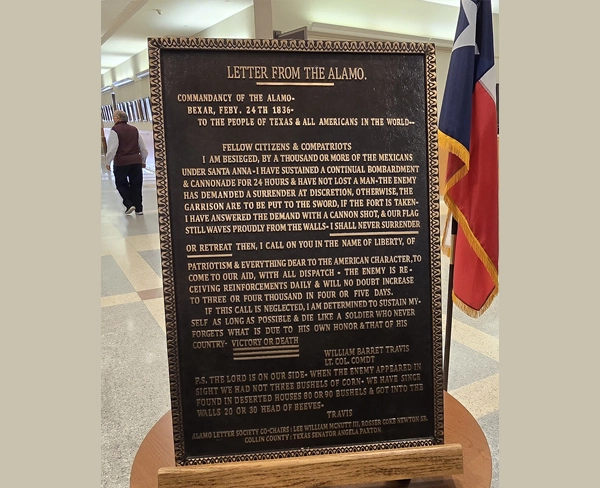 LETTER FROM THE ALAMO.
COMMANDANCY OF THE ALAMO-
BEXAR, FEBY. 24TH 1836-
TO THE PEOPLE OF TEXAS & ALL AMERICANS IN THE WORLD--
FELLOW CITIZENS & COMPATRIOTS
I AM BESIEGED, BY A THOUSAND OR MORE OF THE MEXICANS
UNDER SANTA ANNA- I HAVE SUSTAINED A CONTINUAL BOMBARDMENT
& CANNONADE FOR 24 HOURS & HAVE NOT LOST A MAN- THE ENEMY
HAS DEMANDED A SURRENDER AT DISCRETION, OTHERWISE, THE
GARRISON ARE TO BE PUT TO THE SWORD, IF THE FORT IS TAKEN-
I HAVE ANSWERED THE DEMAND WITH A CANNON SHOT, & OUR FLAG
STILL WAVES PROUDLY FROM THE WALLS- I SHALL NEVER SURRENDER
OR RETREAT THEN, I CALL ON YOU IN THE NAME OF LIBERTY, OF
PATRIOTISM & EVERYTHING DEAR TO THE AMERICAN CHARACTER, TO
COME TO OUR AID, WITH ALL DISPATCH - THE ENEMY IS RE-
CEIVING REINFORCEMENTS DAILY & WILL NO DOUBT INCREASE
TO THREE OR FOUR THOUSAND IN FOUR OR FIVE DAYS.
IF THIS CALL IS NEGLECTED, I AM DETERMINED TO SUSTAIN MY-
SELF AS LONG AS POSSIBLE & DIE LIKE A SOLDIER WHO NEVER
FORGETS WHAT IS DUE TO HIS OWN HONOR & THAT OF HIS
COUNTRY- VICTORY OR DEATH
WILLIAM BARRET TRAVIS
LT. COL. COMDT
P.S. THE LORD IS ON OUR SIDE- WHEN THE ENEMY APPEARED IN
SIGHT WE HAD NOT THREE BUSHELS OF CORN- WE HAVE SINCE
FOUND IN DESERTED HOUSES 80 OR 90 BUSHELS & GOT INTO THE
WALLS 20 OR 30 HEAD OF BEEVES-
TRAVIS
ALAMO LETTER SOCIETY CO-CHAIRS: LEE WILLIAM MCNUTT III, ROSSER COKE NEWTON SR.
COLLIN COUNTY: TEXAS SENATOR ANGELA PAXTON